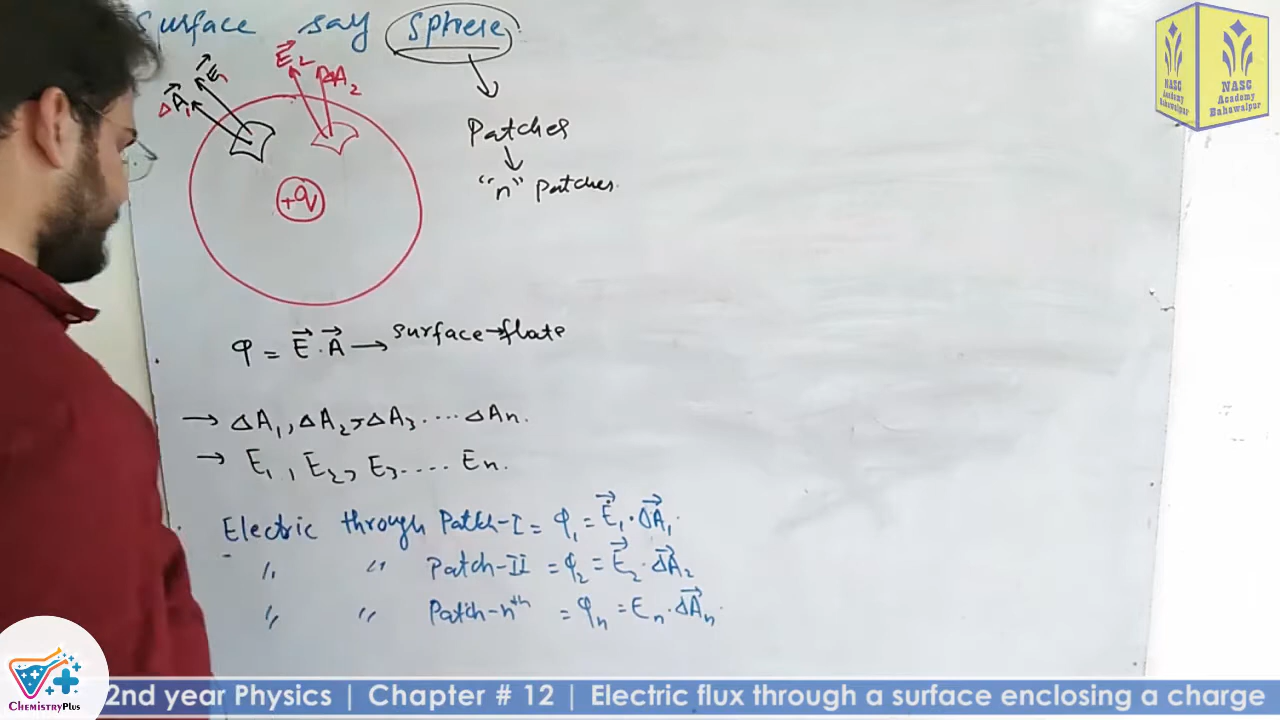 surface say sphere
E₁
ΔA₁
E₂
ΔA₂
Patches
"n" patches.
+q
φ = E⃗ . A⃗ → surface → flate
→ ΔA₁, ΔA₂, ΔA₃ .... ΔAn.
→ E₁, E₂, E₃ .... En.
Electric through Patch-I = φ₁ = E⃗₁ . ΔA⃗₁.
" " Patch-II = φ₂ = E⃗₂ . ΔA⃗₂
" " Patch-nth = φn = En . ΔA⃗n.
NASC
Academy
Bahawalpur
NASC
Academy
Bahawalpur
ChemistryPlus
2nd year Physics | Chapter # 12 | Electric flux through a surface enclosing a charge